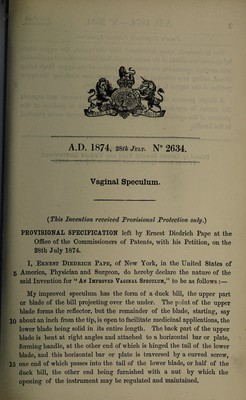 A.D. 1874, 28th July. N° 2634.
Vaginal Speculum.
(This Invention received Provisional Protection only.)
PROVISIONAL SPECIFICATION left by Ernest Diedrich Pape at the
Office of the Commissioners of Patents, with his Petition, on the
28th July 1874.
I, Ernest Diedrich Pape, of New York, in the United States of
5 America, Physician and Surgeon, do hereby declare the nature of the
said Invention for "An Improved Vaginal Speculum," to be as follows :—
My improved speculum has the form of a duck bill, the upper part
or blade of the bill projecting over the under. The point of the upper
blade forms the reflector, but the remainder of the blade, starting, say
10 about an inch from the tip, is open to facilitate medicinal applications, the
lower blade being solid in its entire length. The back part of the upper
blade is bent at right angles and attached to a horizontal bar or plate,
forming handle, at the other end of which is hinged the tail of the lower
blade, and this horizontal bar or plate is traversed by a curved screw,
15 one end of which passes into the tail of the lower blade, or half of the
duck bill, the other end being furnished with a nut by which the
opening of the instrument may be regulated and maintained.